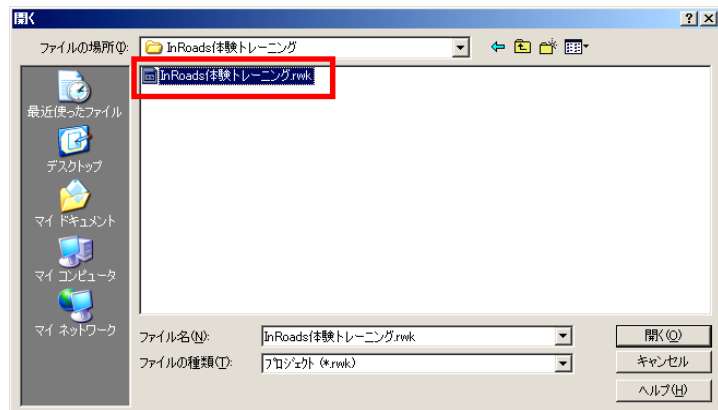 開く
ファイルの場所(I):
InRoads体験トレーニング
InRoads体験トレーニング.rwk
最近使ったファイル
デスクトップ
マイ ドキュメント
マイ コンピュータ
マイ ネットワーク
ファイル名(N):
InRoads体験トレーニング.rwk
開く(O)
ファイルの種類(T):
ﾌﾟﾛｼﾞｪｸﾄ (*.rwk)
キャンセル
ヘルプ(H)